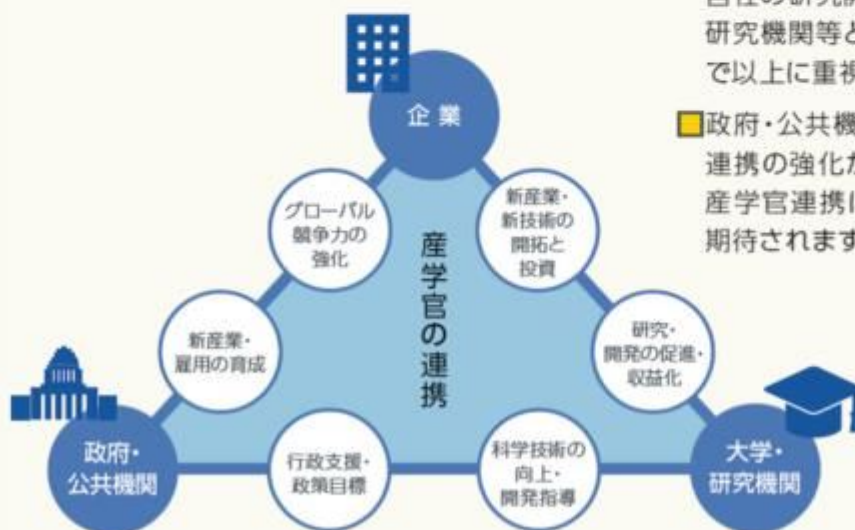 研究機関等と
で以上に重視
政府・公共機
連携の強化が
産学官連携に
期待されます
企業
グローバル
競争力の
強化
新産業・
新技術の
開拓と
投資
産学官の連携
新産業・
雇用の育成
研究・
開発の促進・
収益化
政府・
公共機関
行政支援・
政策目標
科学技術の
向上・
開発指導
大学・
研究機関